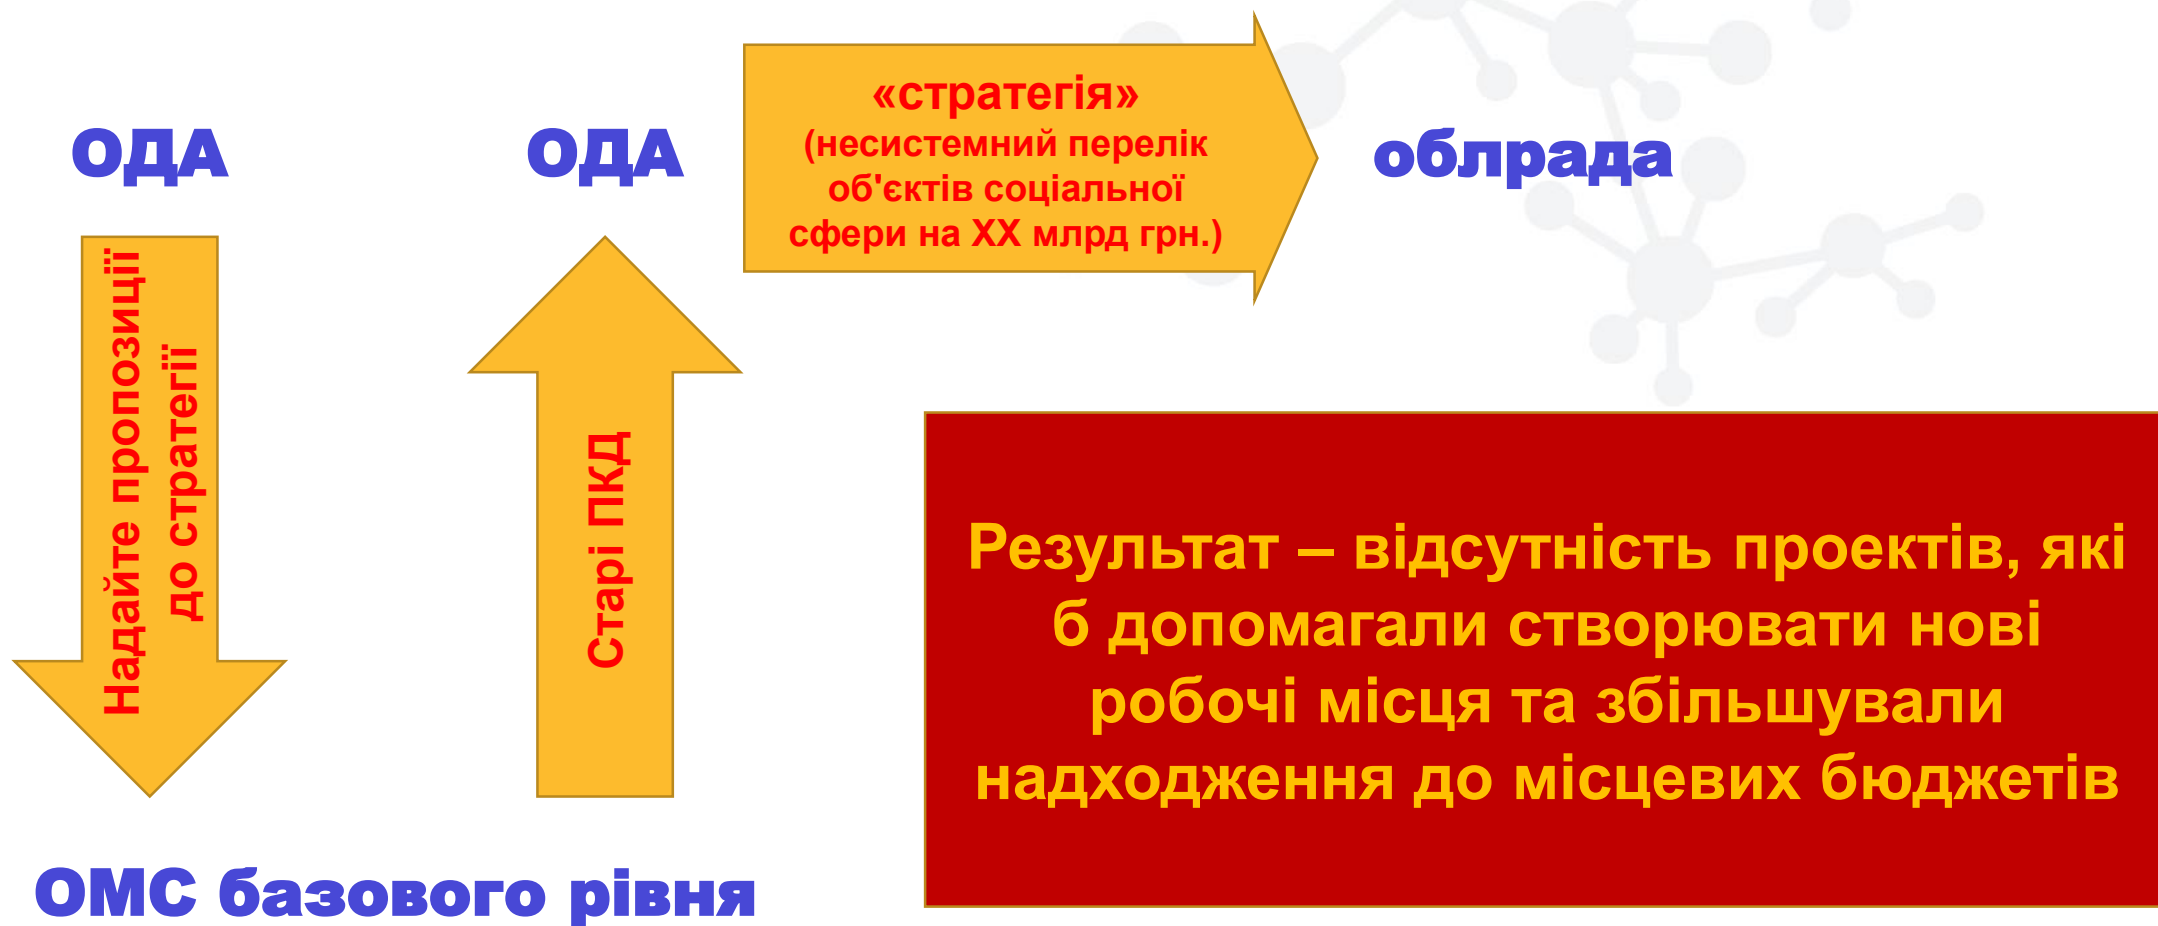 ОДА
ОДА
«стратегія»
(несистемний перелік
об'єктів соціальної
сфери на ХХ млрд грн.)
облрада
Надайте пропозиції
до стратегії
Старі ПКД
Результат – відсутність проектів, які
б допомагали створювати нові
робочі місця та збільшували
надходження до місцевих бюджетів
ОМС базового рівня